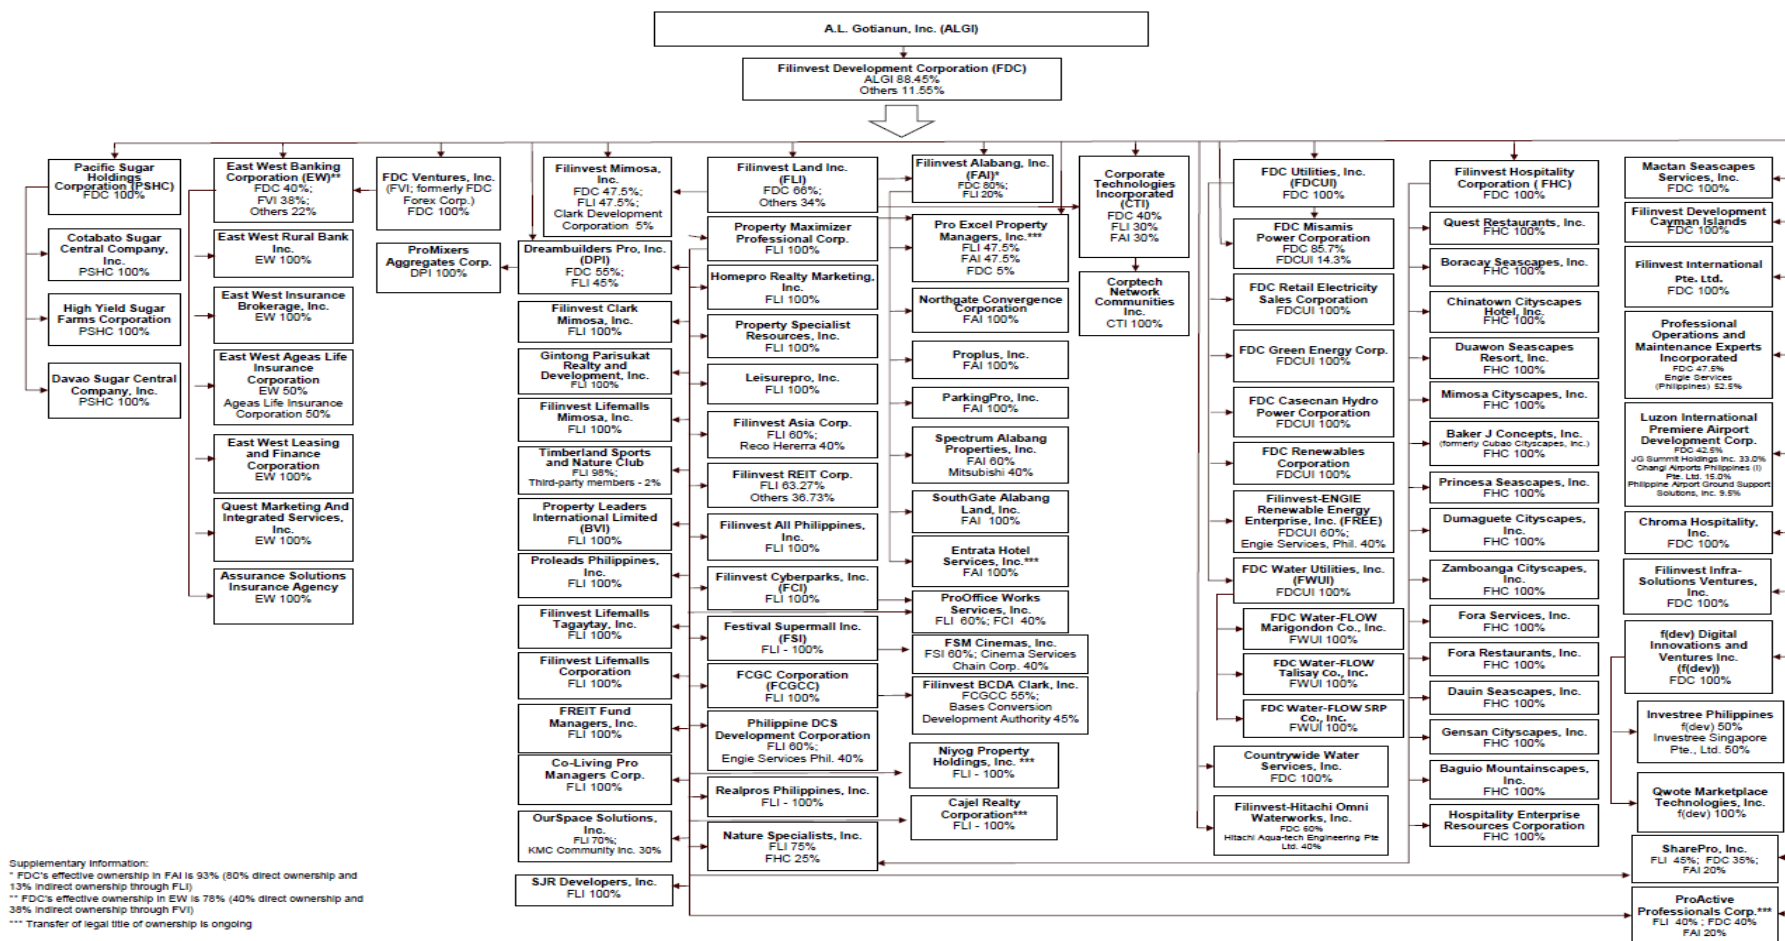 A.L. Gotianun, Inc. (ALGI)
Filinvest Development Corporation (FDC)
ALGI 88.45%
Others 11.55%
Pacific Sugar
Holdings
Corporation (PSHC)
FDC 100%
Cotabato Sugar
Central Company,
Inc.
PSHC 100%
High Yield Sugar
Farms Corporation
PSHC 100%
Davao Sugar Central
Company, Inc.
PSHC 100%
East West Banking
Corporation (EW)**
FDC 40%;
FVI 38%;
Others 22%
East West Rural Bank
Inc.
EW 100%
East West Insurance
Brokerage, Inc.
EW 100%
East West Ageas Life
Insurance
Corporation
EW 50%
Ageas Life Insurance
Corporation 50%
East West Leasing
and Finance
Corporation
EW 100%
Quest Marketing And
Integrated Services,
Inc.
EW 100%
Assurance Solutions
Insurance Agency
EW 100%
FDC Ventures, Inc.
(FVI; formerly FDC
Forex Corp.)
FDC 100%
ProMixers
Aggregates Corp.
DPI 100%
Filinvest Mimosa,
Inc.
FDC 47.5%;
FLI 47.5%;
Clark Development
Corporation 5%
Dreambuilders Pro, Inc.
(DPI)
FDC 55%;
FLI 45%
Filinvest Clark
Mimosa, Inc.
FLI 100%
Gintong Parisukat
Realty and
Development, Inc.
FLI 100%
Filinvest Lifemalls
Mimosa, Inc.
FLI 100%
Timberland Sports
and Nature Club
FLI 98%;
Third-party members - 2%
Property Leaders
International Limited
(BVI)
FLI 100%
Proleads Philippines,
Inc.
FLI 100%
Filinvest Lifemalls
Tagaytay, Inc.
FLI 100%
Filinvest Lifemalls
Corporation
FLI 100%
FREIT Fund
Managers, Inc.
FLI 100%
Co-Living Pro
Managers Corp.
FLI 100%
OurSpace Solutions,
Inc.
FLI 70%;
KMC Community Inc. 30%
SJR Developers, Inc.
FLI 100%
Filinvest Land Inc.
(FLI)
FDC 66%
Others 34%
Property Maximizer
Professional Corp.
FLI 100%
Homepro Realty Marketing,
Inc.
FLI 100%
Property Specialist
Resources, Inc.
FLI 100%
Leisurepro, Inc.
FLI 100%
Filinvest Asia Corp.
FLI 60%;
Reco Hererra 40%
Filinvest REIT Corp.
FLI 63.27%
Others 36.73%
Filinvest All Philippines,
Inc.
FLI 100%
Filinvest Cyberparks, Inc.
(FCI)
FLI 100%
Festival Supermall Inc.
(FSI)
FLI - 100%
FCGC Corporation
(FCGCC)
FLI 100%
Philippine DCS
Development Corporation
FLI 60%;
Engie Services Phil. 40%
Realpros Philippines, Inc.
FLI - 100%
Nature Specialists, Inc.
FLI 75%
FHC 25%
Filinvest Alabang, Inc.
(FAI)*
FDC 80%;
FLI 20%
Pro Excel Property
Managers, Inc.***
FLI 47.5%
FAI 47.5%
FDC 5%
Northgate Convergence
Corporation
FAI 100%
Proplus, Inc.
FAI 100%
ParkingPro, Inc.
FAI 100%
Spectrum Alabang
Properties, Inc.
FAI 60%
Mitsubishi 40%
SouthGate Alabang
Land, Inc.
FAI 100%
Entrata Hotel
Services, Inc.***
FAI 100%
ProOffice Works
Services, Inc.
FLI 60%; FCI 40%
FSM Cinemas, Inc.
FSI 60%; Cinema Services
Chain Corp. 40%
Filinvest BCDA Clark, Inc.
FCGCC 55%;
Bases Conversion
Development Authority 45%
Niyog Property
Holdings, Inc. ***
FLI - 100%
Cajel Realty
Corporation***
FLI - 100%
Corporate
Technologies
Incorporated
(CTI)
FDC 40%
FLI 30%
FAI 30%
Corptech
Network
Communities
Inc.
CTI 100%
FDC Utilities, Inc.
(FDCUI)
FDC 100%
FDC Misamis
Power Corporation
FDC 85.7%
FDCUI 14.3%
FDC Retail Electricity
Sales Corporation
FDCUI 100%
FDC Green Energy Corp.
FDCUI 100%
FDC Casecnan Hydro
Power Corporation
FDCUI 100%
FDC Renewables
Corporation
FDCUI 100%
Filinvest-ENGIE
Renewable Energy
Enterprise, Inc. (FREE)
FDCUI 60%;
Engie Services, Phil. 40%
FDC Water Utilities, Inc.
(FWUI)
FDCUI 100%
FDC Water-FLOW
Marigondon Co., Inc.
FWUI 100%
FDC Water-FLOW
Talisay Co., Inc.
FWUI 100%
FDC Water-FLOW SRP
Co., Inc.
FWUI 100%
Countrywide Water
Services, Inc.
FDC 100%
Filinvest-Hitachi Omni
Waterworks, Inc.
FDC 60%
Hitachi Aqua-tech Engineering Pte
Ltd. 40%
Filinvest Hospitality
Corporation ( FHC)
FDC 100%
Quest Restaurants, Inc.
FHC 100%
Boracay Seascapes, Inc.
FHC 100%
Chinatown Cityscapes
Hotel, Inc.
FHC 100%
Duawon Seascapes
Resort, Inc.
FHC 100%
Mimosa Cityscapes, Inc.
FHC 100%
Baker J Concepts, Inc.
(formerly Cubao Cityscapes, Inc.)
FHC 100%
Princesa Seascapes, Inc.
FHC 100%
Dumaguete Cityscapes,
Inc.
FHC 100%
Zamboanga Cityscapes,
Inc.
FHC 100%
Fora Services, Inc.
FHC 100%
Fora Restaurants, Inc.
FHC 100%
Dauin Seascapes, Inc.
FHC 100%
Gensan Cityscapes, Inc.
FHC 100%
Baguio Mountainscapes,
Inc.
FHC 100%
Hospitality Enterprise
Resources Corporation
FHC 100%
Mactan Seascapes
Services, Inc.
FDC 100%
Filinvest Development
Cayman Islands
FDC 100%
Filinvest International
Pte. Ltd.
FDC 100%
Professional
Operations and
Maintenance Experts
Incorporated
FDC 47.5%
Engie Services
(Philippines) 52.5%
Luzon International
Premiere Airport
Development Corp.
FDC 42.5%
JG Summit Holdings Inc. 33.0%
Changi Airports Philippines (I)
Pte. Ltd. 15.0%
Philippine Airport Ground Support
Solutions, Inc. 9.5%
Chroma Hospitality,
Inc.
FDC 100%
Filinvest Infra-
Solutions Ventures,
Inc.
FDC 100%
f(dev) Digital
Innovations and
Ventures Inc.
(f(dev))
FDC 100%
Investree Philippines
f(dev) 50%
Investree Singapore
Pte., Ltd. 50%
Qwote Marketplace
Technologies, Inc.
f(dev) 100%
SharePro, Inc.
FLI 45%; FDC 35%;
FAI 20%
ProActive
Professionals Corp.***
FLI 40% ; FDC 40%
FAI 20%
Supplementary Information:
* FDC's effective ownership in FAI is 93% (80% direct ownership and
13% indirect ownership through FLI)
** FDC's effective ownership in EW is 78% (40% direct ownership and
38% indirect ownership through FVI)
*** Transfer of legal title of ownership is ongoing